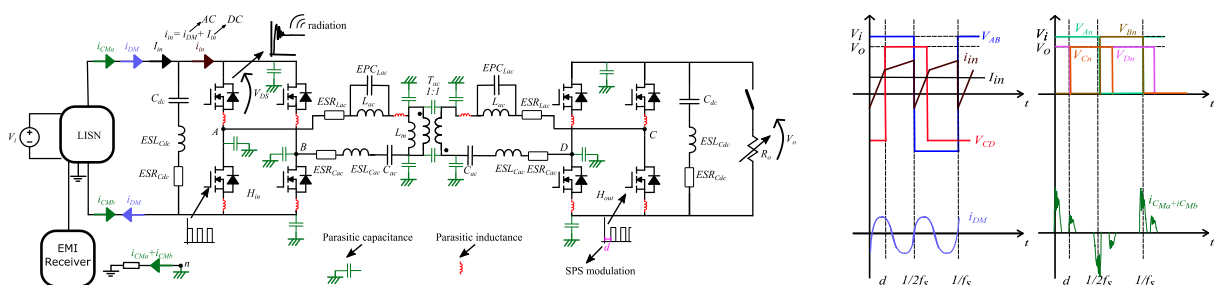 i_in = i_DM + I_in
AC
DC
radiation
i_CMa
i_DM
I_in
i_in
V_DS
C_dc
ESL_Cdc
ESR_Cdc
LISN
V_i
A
B
ESR_Lac
L_ac
EPC_Lac
T_ac
1:1
L_m
EPC_Lac
L_ac
ESR_Lac
C
D
ESR_Cac
ESL_Cac
C_ac
C_ac
ESL_Cac
ESR_Cac
C_dc
ESL_Cdc
ESR_Cdc
R_o
V_o
i_CMb
i_DM
H_in
H_out
d
EMI
Receiver
i_CMa+i_CMb
n
Parasitic capacitance
Parasitic inductance
SPS modulation
V_i
V_o
V_AB
i_in
I_in
t
V_CD
i_DM
t
d
1/2f_s
1/f_s
V_i
V_o
V_An
V_Bn
V_Cn
V_Dn
t
i_CMa+iC_Mb
t
d
1/2f_s
1/f_s